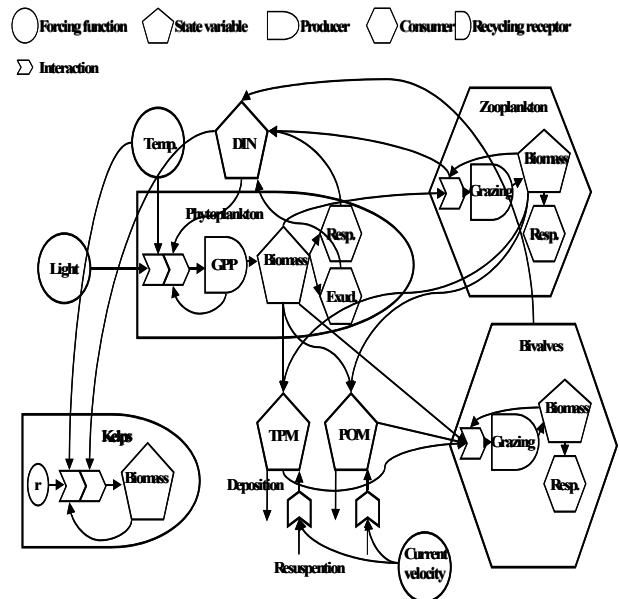 Forcing function State variable Producer Consumer Recycling receptor
Interaction
Zooplankton
Temp.
DIN
Biomass
Grazing
Phytoplankton
Resp.
Resp.
Light
GPP
Biomass
Exud.
Bivalves
Biomass
Kelps
TPM
POM
Grazing
r
Biomass
Deposition
Resp.
Current
velocity
Resuspention